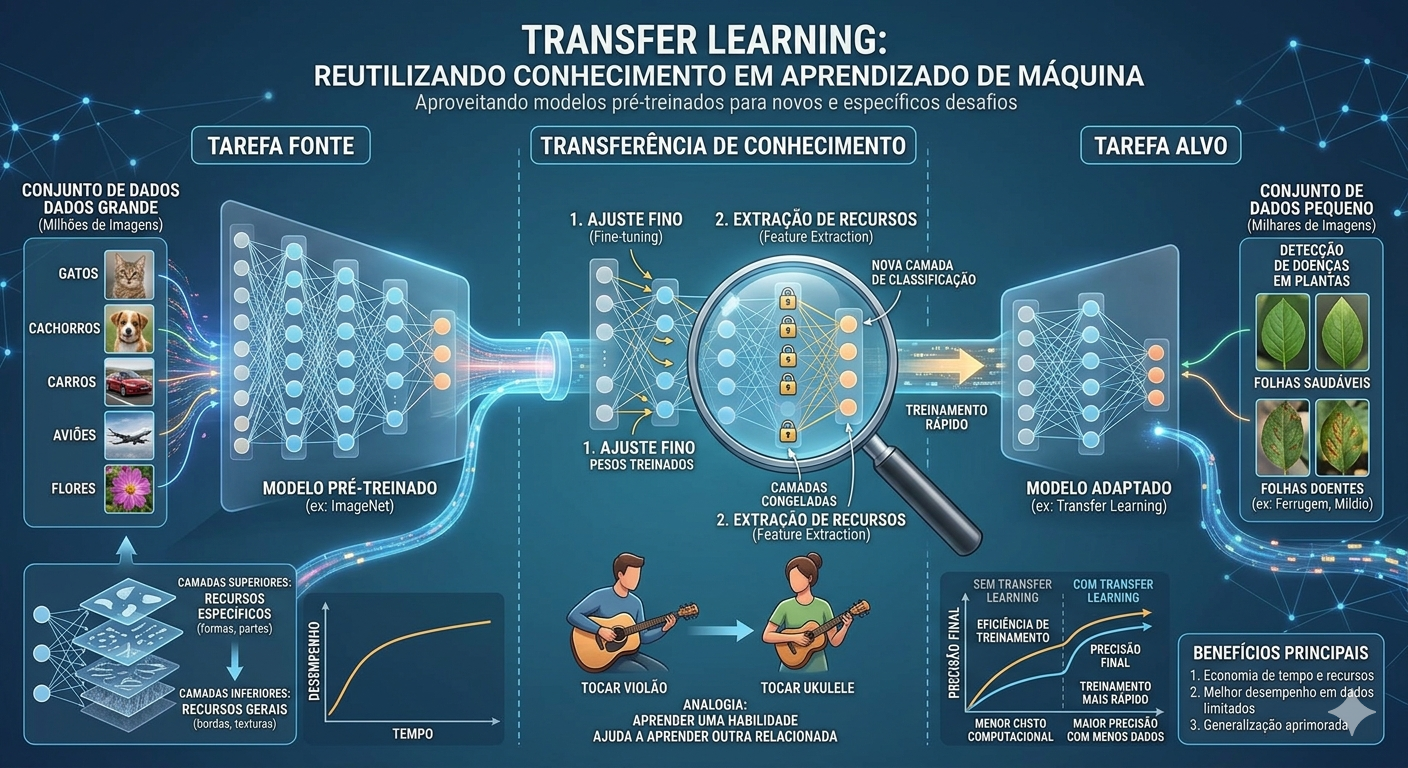 TRANSFER LEARNING:
REUTILIZANDO CONHECIMENTO EM APRENDIZADO DE MÁQUINA
Aproveitando modelos pré-treinados para novos e específicos desafios
TAREFA FONTE
CONJUNTO DE DADOS
DADOS GRANDE
(MIlhões de Imagens)
GATOS
CACHORROS
CARROS
AVIÕES
FLORES
MODELO PRÉ-TREINADO
(ex: ImageNet)
CAMADAS SUPERIORES:
RECURSOS
ESPECÍFICOS
(formas, partes)
CAMADAS INFERIORES:
RECURSOS GERAIS
(bordas, texturas)
DESEMPENHO
TEMPO
TRANSFERÊNCIA DE CONHECIMENTO
1. AJUSTE FINO
(Fine-tuning)
2. EXTRAÇÃO DE RECURSOS
(Feature Extraction)
NOVA CAMADA
DE CLASSIFICAÇÃO
1. AJUSTE FINO
PESOS TREINADOS
CAMADAS
CONGELADAS
2. EXTRAÇÃO DE RECURSOS
(Feature Extraction)
TREINAMENTO
RÁPIDO
TOCAR VIOLÃO
TOCAR UKULELE
ANALOGIA:
APRENDER UMA HABILIDADE
AJUDA A APRENDER OUTRA RELACIONADA
TAREFA ALVO
CONJUNTO DE
DADOS PEQUENO
(Milhares de Imagens)
DETECÇÃO
DE DOENÇAS
EM PLANTAS
FOLHAS SAUDÁVEIS
FOLHAS DOENTES
(ex: Ferrugem, Mildio)
MODELO ADAPTADO
(ex: Transfer Learning)
SEM TRANSFER
LEARNING
COM TRANSFER
LEARNING
PRECISÃO FINAL
EFICIÊNCIA DE
TREINAMENTO
PRECISÃO
FINAL
TREINAMENTO
MAIS RÁPIDO
MENOR CHSTO
COMPUTACIONAL
MAIOR PRECISÃO
COM MENOS DADOS
BENEFÍCIOS PRINCIPAIS
1. Economia de tempo e recursos
2. Melhor desempenho em dados
limitados
3. Generalização aprimorada